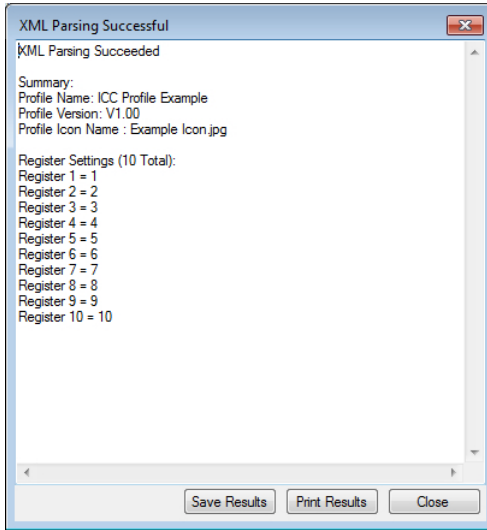 XML Parsing Successful
XML Parsing Succeeded
Summary:
Profile Name: ICC Profile Example
Profile Version: V1.00
Profile Icon Name : Example Icon.jpg
Register Settings (10 Total):
Register 1 = 1
Register 2 = 2
Register 3 = 3
Register 4 = 4
Register 5 = 5
Register 6 = 6
Register 7 = 7
Register 8 = 8
Register 9 = 9
Register 10 = 10
Save Results Print Results Close